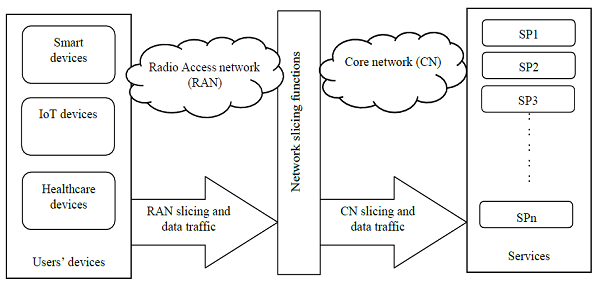 Smart
devices
IoT devices
Healthcare
devices
Users’ devices
Radio Access network
(RAN)
RAN slicing and
data traffic
Network slicing functions
Core network (CN)
CN slicing and
data traffic
SP1
SP2
SP3
SPn
Services